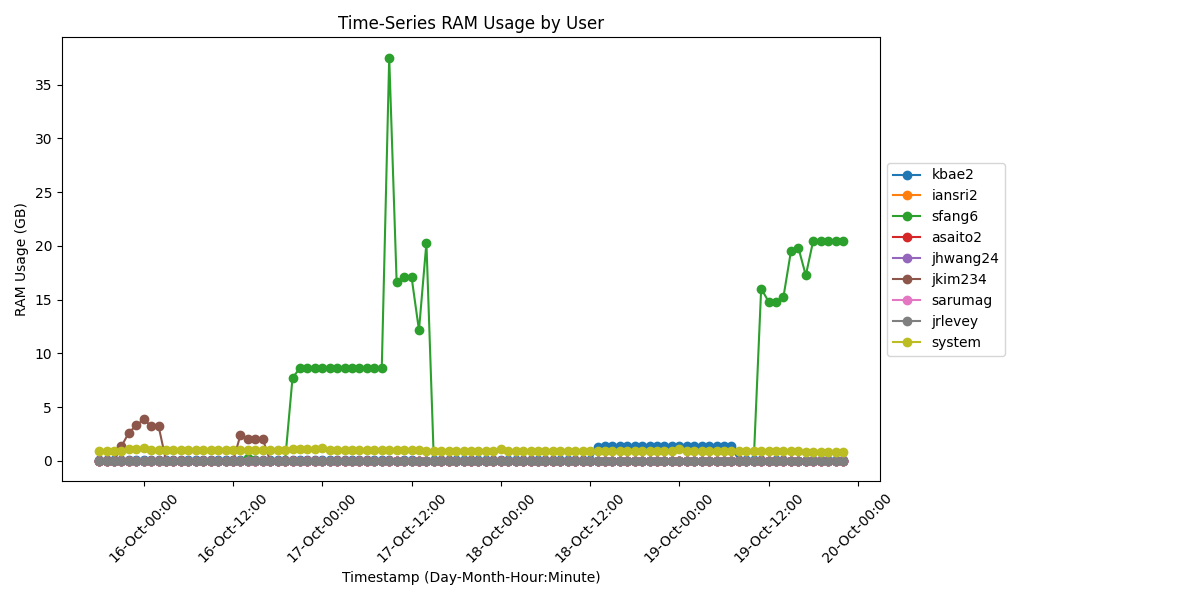 Time-Series RAM Usage by User
RAM Usage (GB)
35
30
25
20
15
10
5
0
16-Oct-00:00
16-Oct-12:00
17-Oct-00:00
17-Oct-12:00
18-Oct-00:00
18-Oct-12:00
19-Oct-00:00
19-Oct-12:00
20-Oct-00:00
Timestamp (Day-Month-Hour:Minute)
kbae2
iansri2
sfang6
asaito2
jhwang24
jkim234
sarumag
jrlevey
system